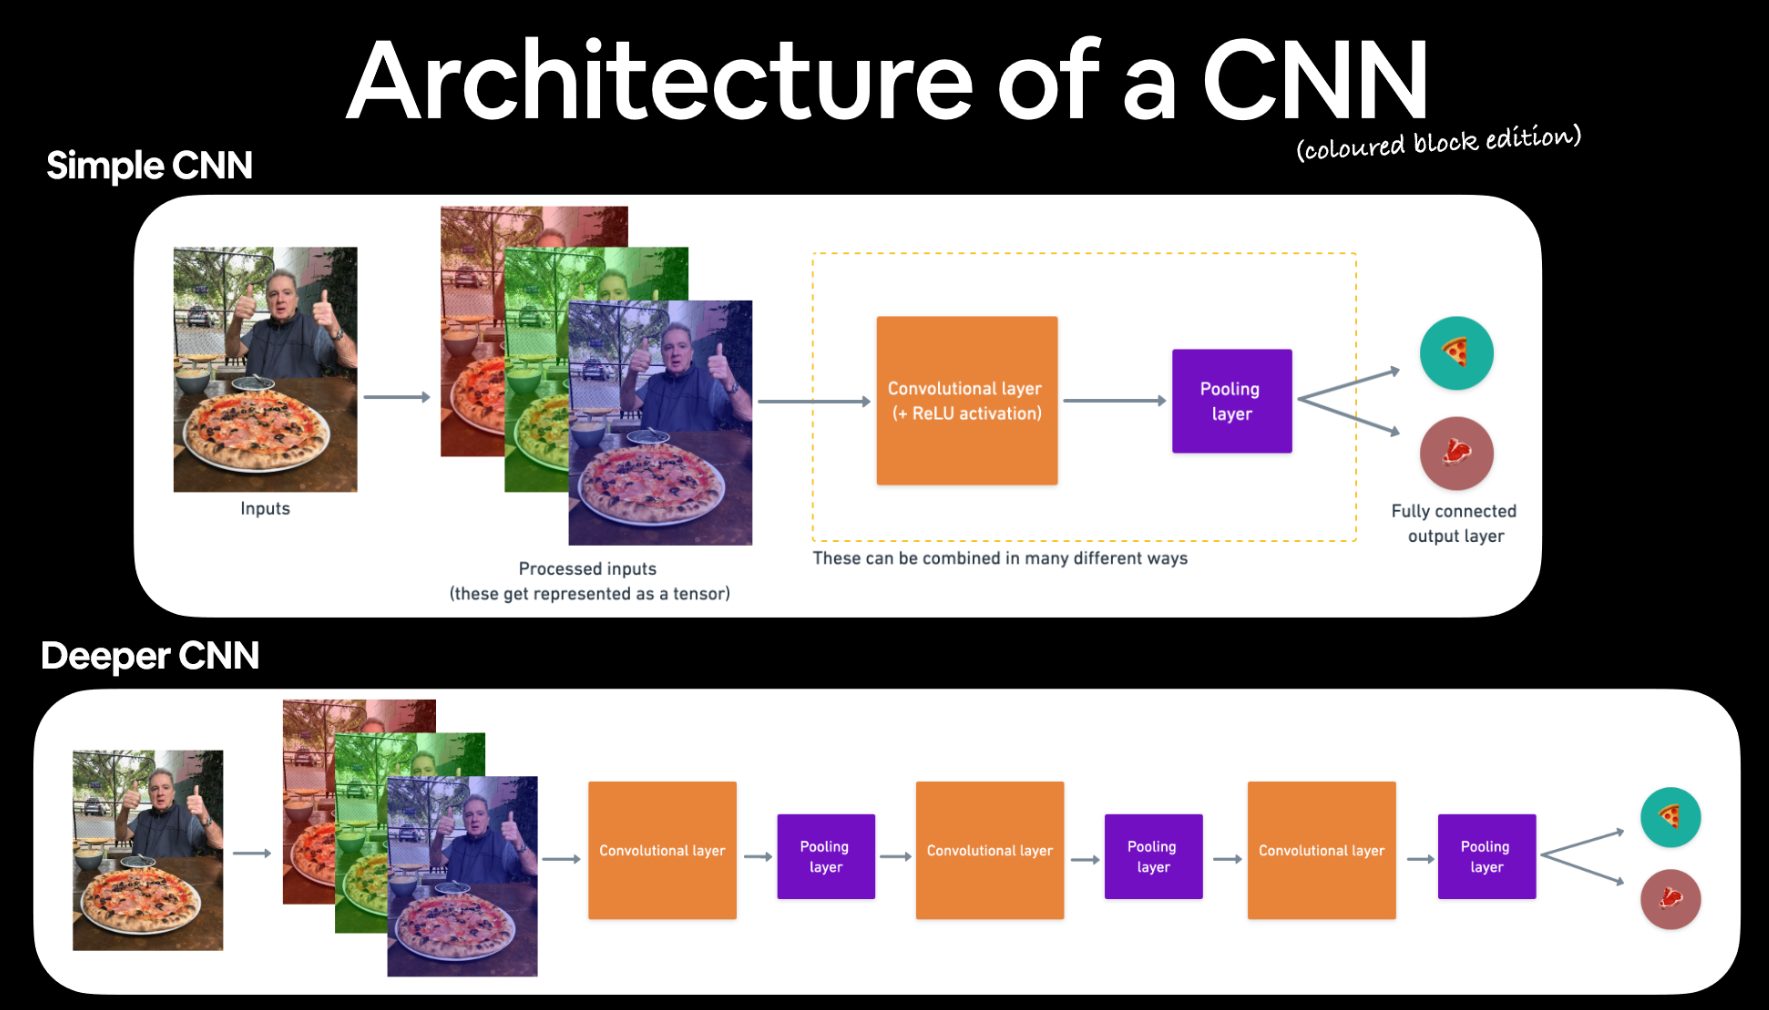 Architecture of a CNN
(coloured block edition)
Simple CNN
Inputs
Processed inputs
(these get represented as a tensor)
Convolutional layer
(+ ReLU activation)
Pooling
layer
These can be combined in many different ways
Fully connected
output layer
Deeper CNN
Convolutional layer
Pooling
layer
Convolutional layer
Pooling
layer
Convolutional layer
Pooling
layer